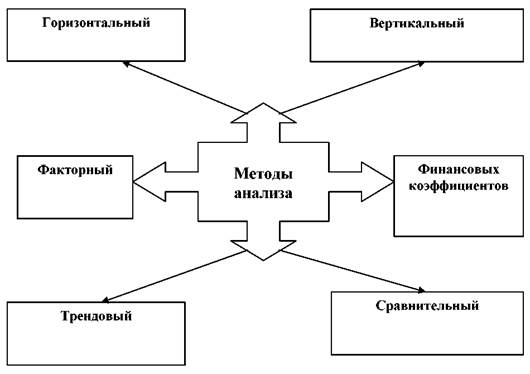 Горизонтальный
Вертикальный
Факторный
Методы
анализа
Финансовых
коэффициентов
Трендовый
Сравнительный